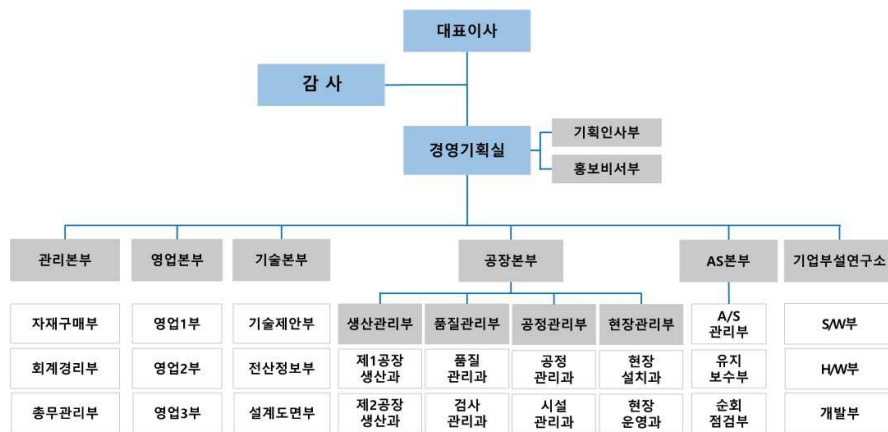 대표이사
감 사
경영기획실
기획인사부
홍보비서부
관리본부
영업본부
기술본부
공장본부
AS본부
기업부설연구소
자재구매부
영업1부
기술제안부
생산관리부
품질관리부
공정관리부
현장관리부
A/S
관리부
S/W부
회계경리부
영업2부
전산정보부
제1공장
생산과
품질
관리과
공정
관리과
현장
설치과
유지
보수부
H/W부
총무관리부
영업3부
설계도면부
제2공장
생산과
검사
관리과
시설
관리과
현장
운영과
순회
점검부
개발부